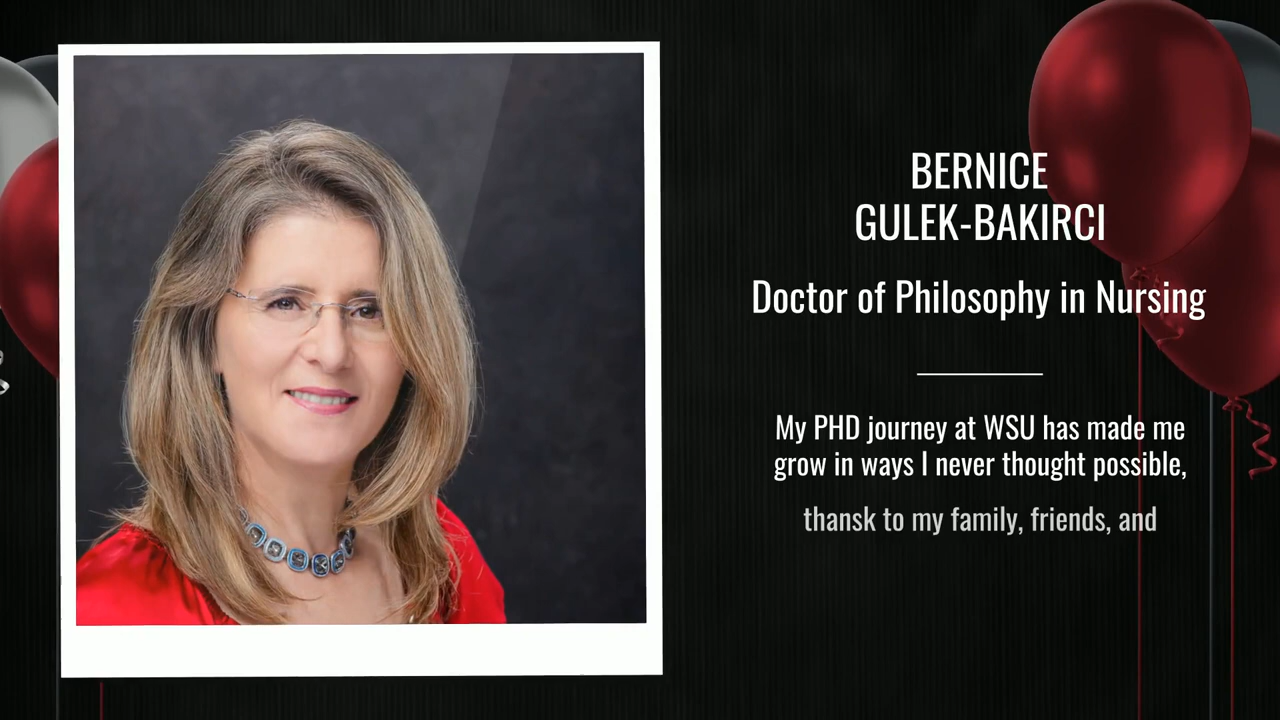 BERNICE
GULEK-BAKIRCI
Doctor of Philosophy in Nursing
My PHD journey at WSU has made me
grow in ways I never thought possible,
thansk to my family, friends, and